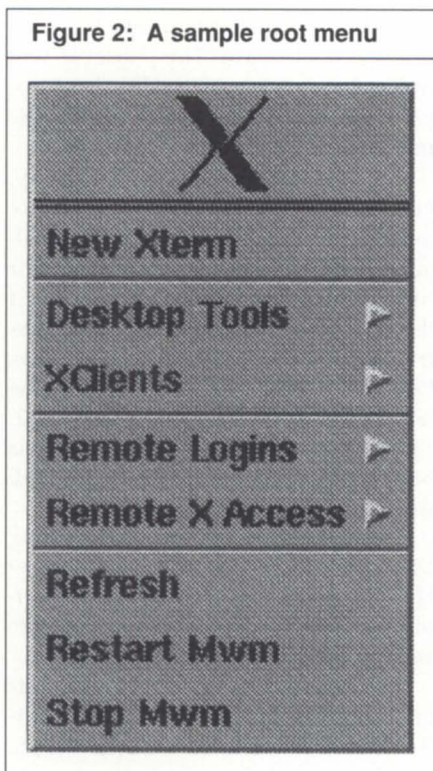 Figure 2: A sample root menu
X
New Xterm
Desktop Tools
XClients
Remote Logins
Remote X Access
Refresh
Restart Mwm
Stop Mwm